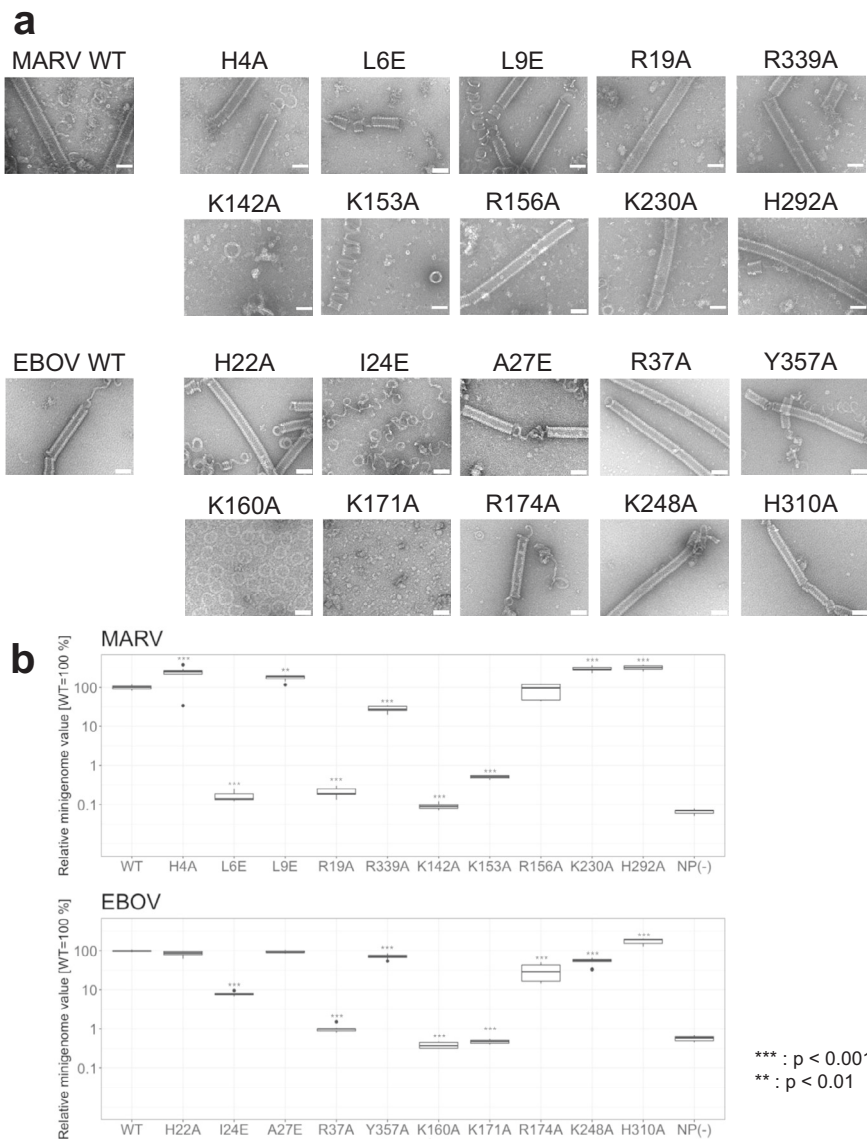 a
MARV WT H4A L6E L9E R19A R339A
K142A K153A R156A K230A H292A
EBOV WT H22A I24E A27E R37A Y357A
K160A K171A R174A K248A H310A
b
MARV
Relative minigenome value [WT=100 %]
***
**
***
***
***
***
***
***
***
100
10
1
0.1
WT H4A L6E L9E R19A R339A K142A K153A R156A K230A H292A NP(-)
EBOV
Relative minigenome value [WT=100 %]
***
***
***
***
***
***
***
***
100
10
1
0.1
WT H22A I24E A27E R37A Y357A K160A K171A R174A K248A H310A NP(-)
*** : p < 0.001
** : p < 0.01